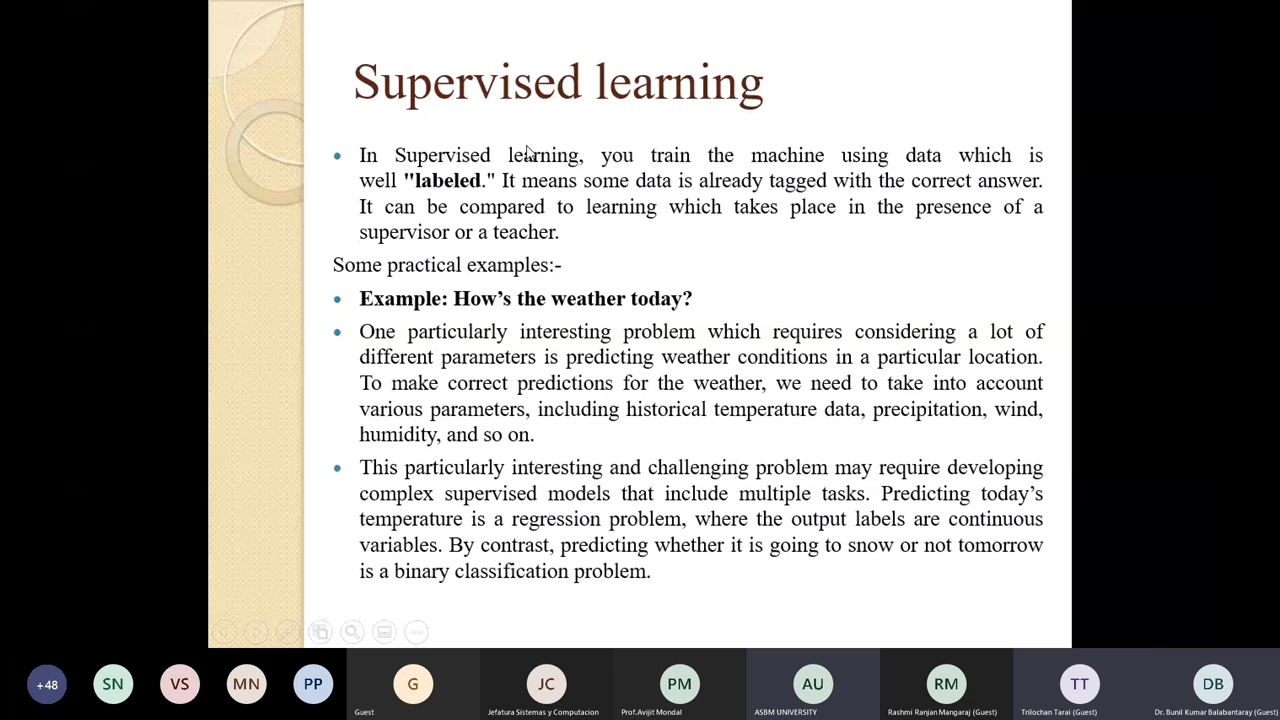 Supervised learning
In Supervised learning, you train the machine using data which is
well "labeled." It means some data is already tagged with the correct answer.
It can be compared to learning which takes place in the presence of a
supervisor or a teacher.
Some practical examples:-
Example: How’s the weather today?
One particularly interesting problem which requires considering a lot of
different parameters is predicting weather conditions in a particular location.
To make correct predictions for the weather, we need to take into account
various parameters, including historical temperature data, precipitation, wind,
humidity, and so on.
This particularly interesting and challenging problem may require developing
complex supervised models that include multiple tasks. Predicting today’s
temperature is a regression problem, where the output labels are continuous
variables. By contrast, predicting whether it is going to snow or not tomorrow
is a binary classification problem.
+48 SN VS MN PP G JC PM AU RM TT DB
Guest Jefatura Sistemas y Computacion Prof.Avijit Mondal ASBM UNIVERSITY Rashmi Ranjan Mangaraj (Guest) Trilochan Tarai (Guest) Dr. Bunil Kumar Balabantaray (Guest)